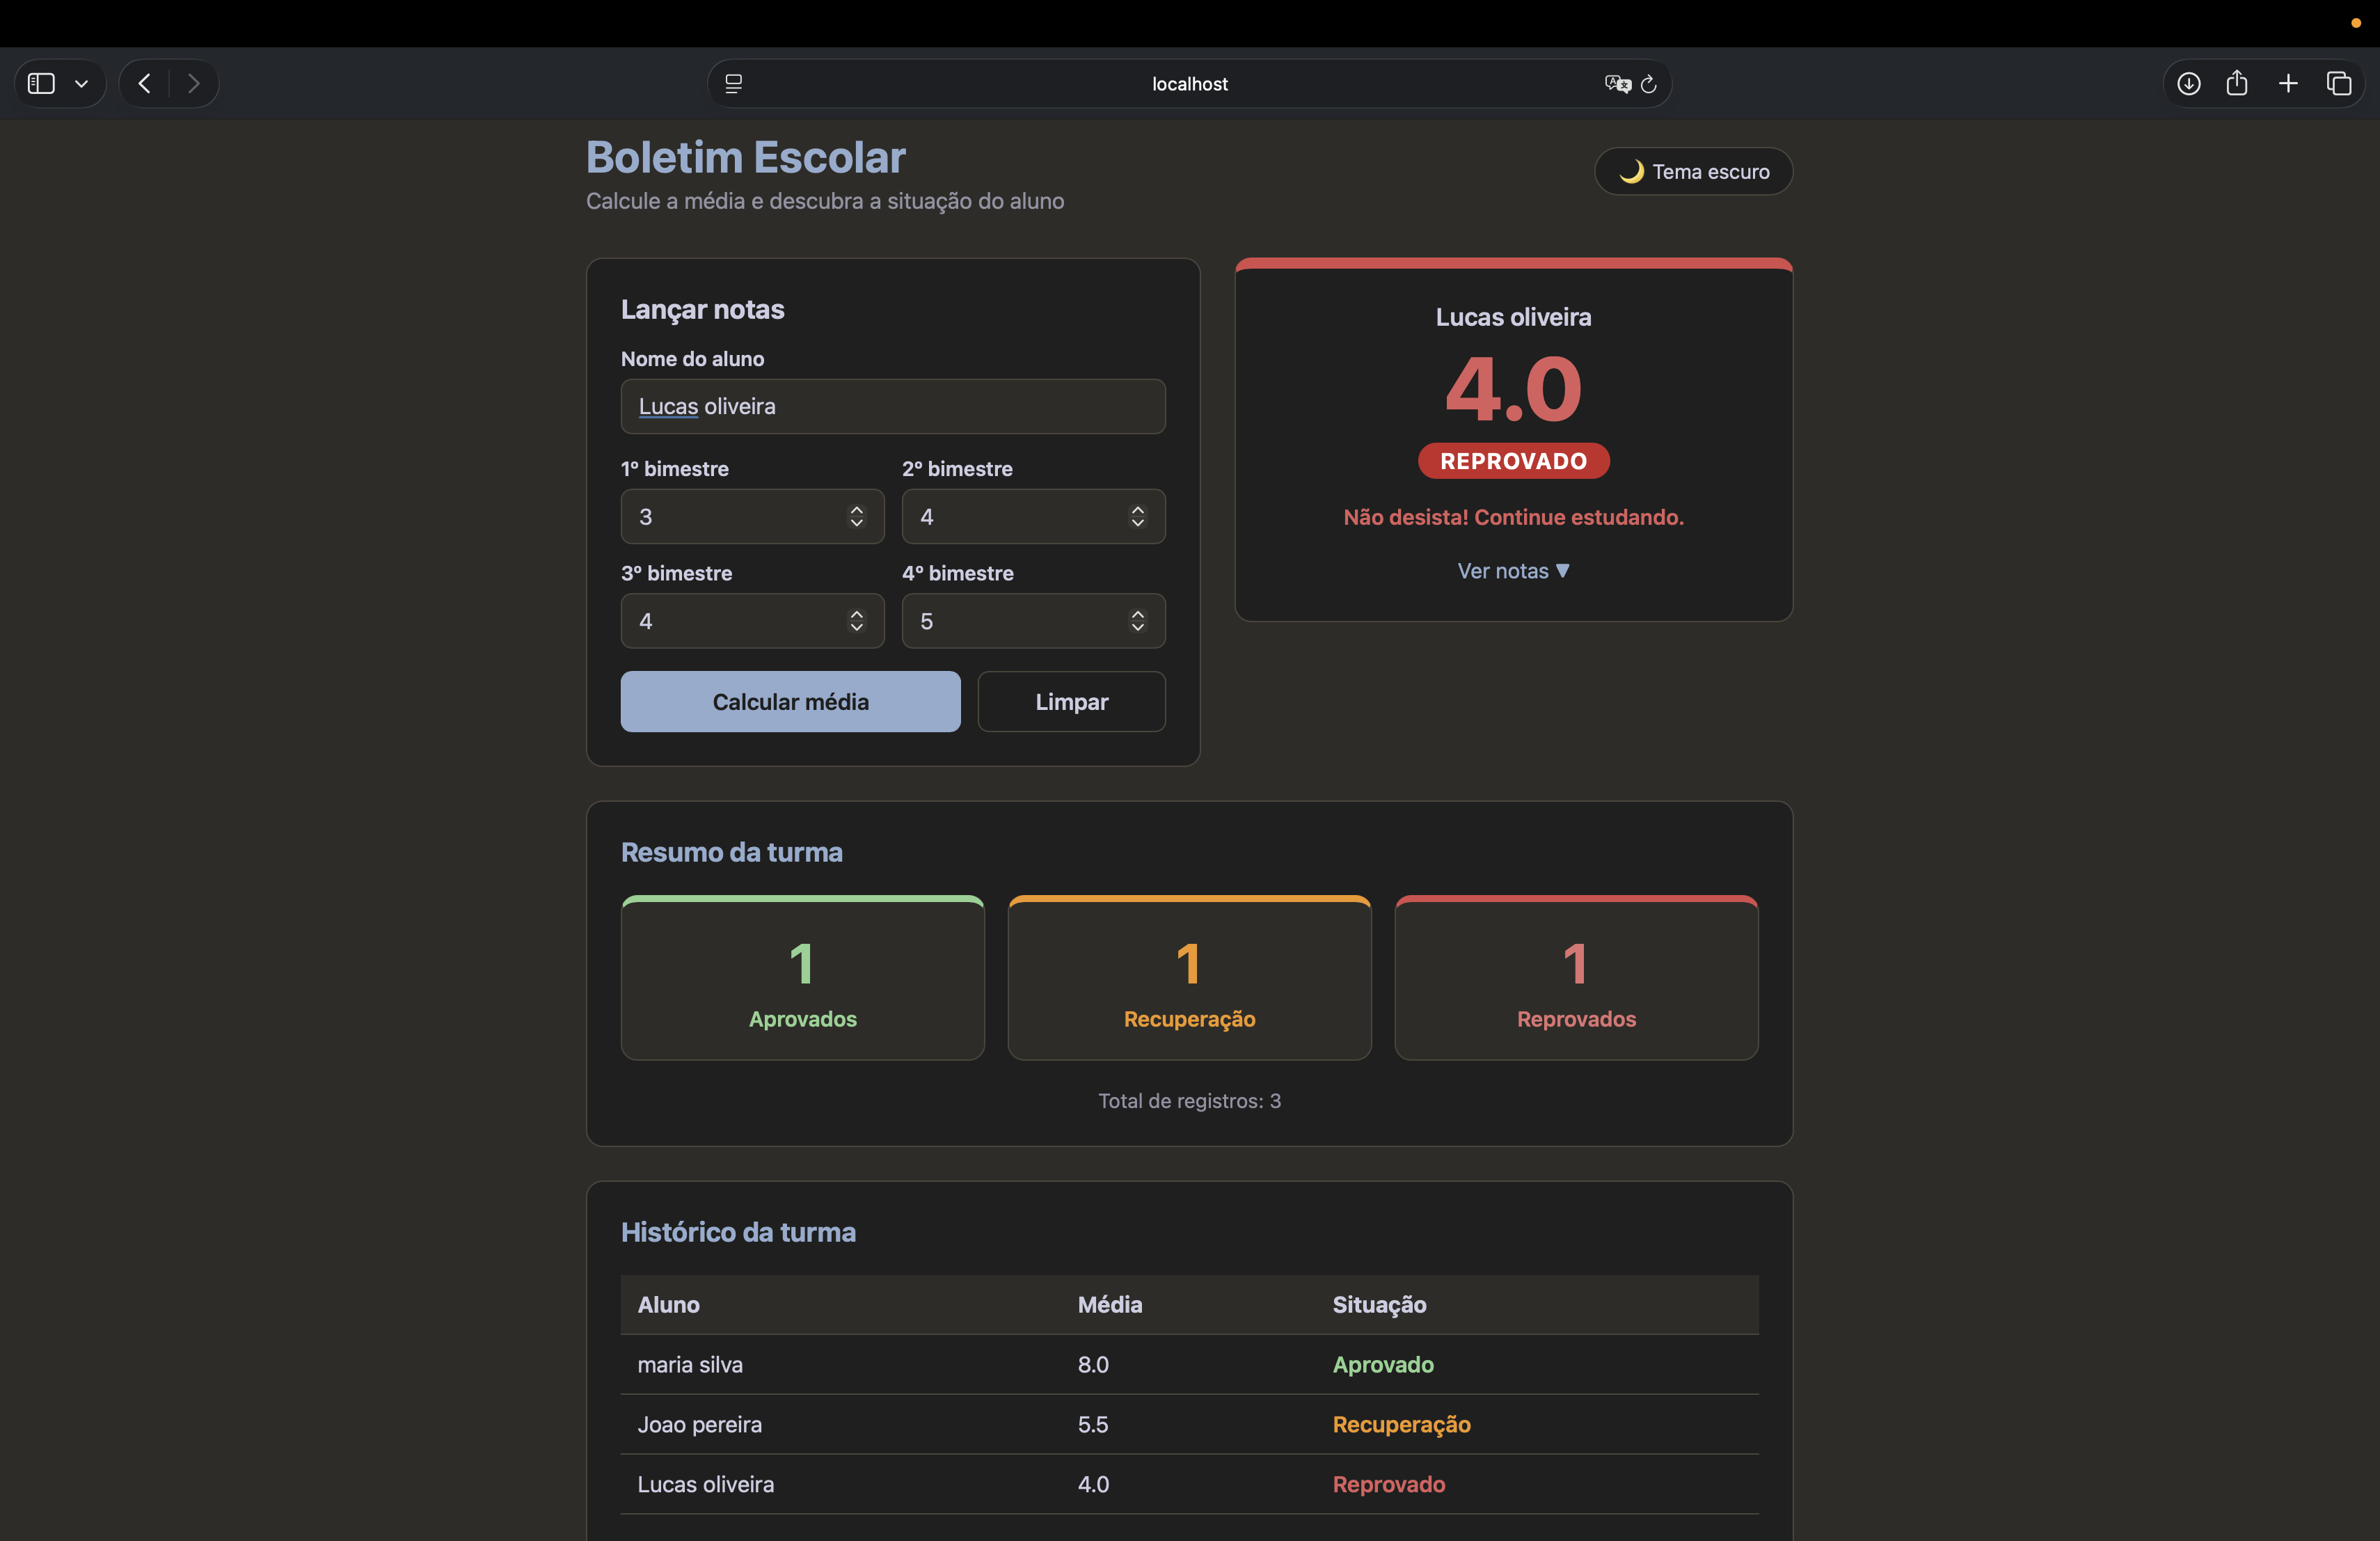 localhost
Boletim Escolar
Calcule a média e descubra a situação do aluno
🌙 Tema escuro
Lançar notas
Nome do aluno
Lucas oliveira
1º bimestre
2º bimestre
3
4
3º bimestre
4º bimestre
4
5
Calcular média
Limpar
Lucas oliveira
4.0
REPROVADO
Não desista! Continue estudando.
Ver notas ▼
Resumo da turma
1
Aprovados
1
Recuperação
1
Reprovados
Total de registros: 3
Histórico da turma
Aluno Média Situação
maria silva 8.0 Aprovado
Joao pereira 5.5 Recuperação
Lucas oliveira 4.0 Reprovado